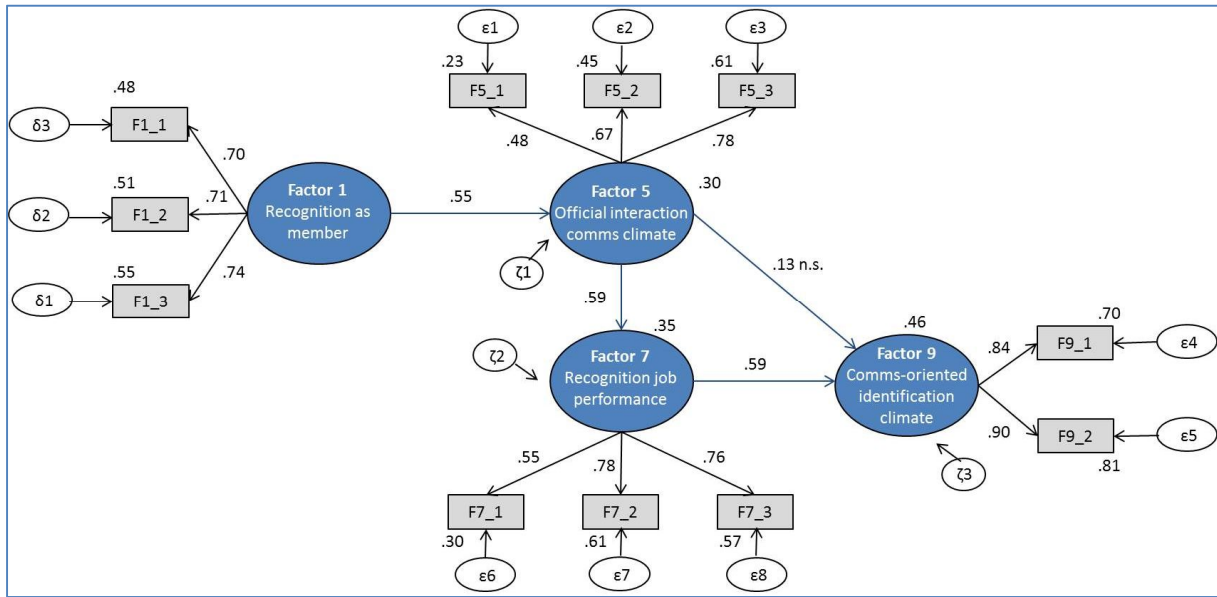 ε1
ε2
ε3
.23
.45
.61
F5_1
F5_2
F5_3
.48
.67
.78
.48
δ3
F1_1
.70
.51
δ2
F1_2
.71
.55
δ1
F1_3
.74
Factor 1
Recognition as
member
.55
Factor 5
Official interaction
comms climate
.30
ζ1
.13 n.s.
.59
ζ2
.35
Factor 7
Recognition job
performance
.59
.46
Factor 9
Comms-oriented
identification
climate
ζ3
.84
.70
F9_1
ε4
.90
F9_2
.81
ε5
.55
.78
.76
F7_1
F7_2
F7_3
.30
.61
.57
ε6
ε7
ε8